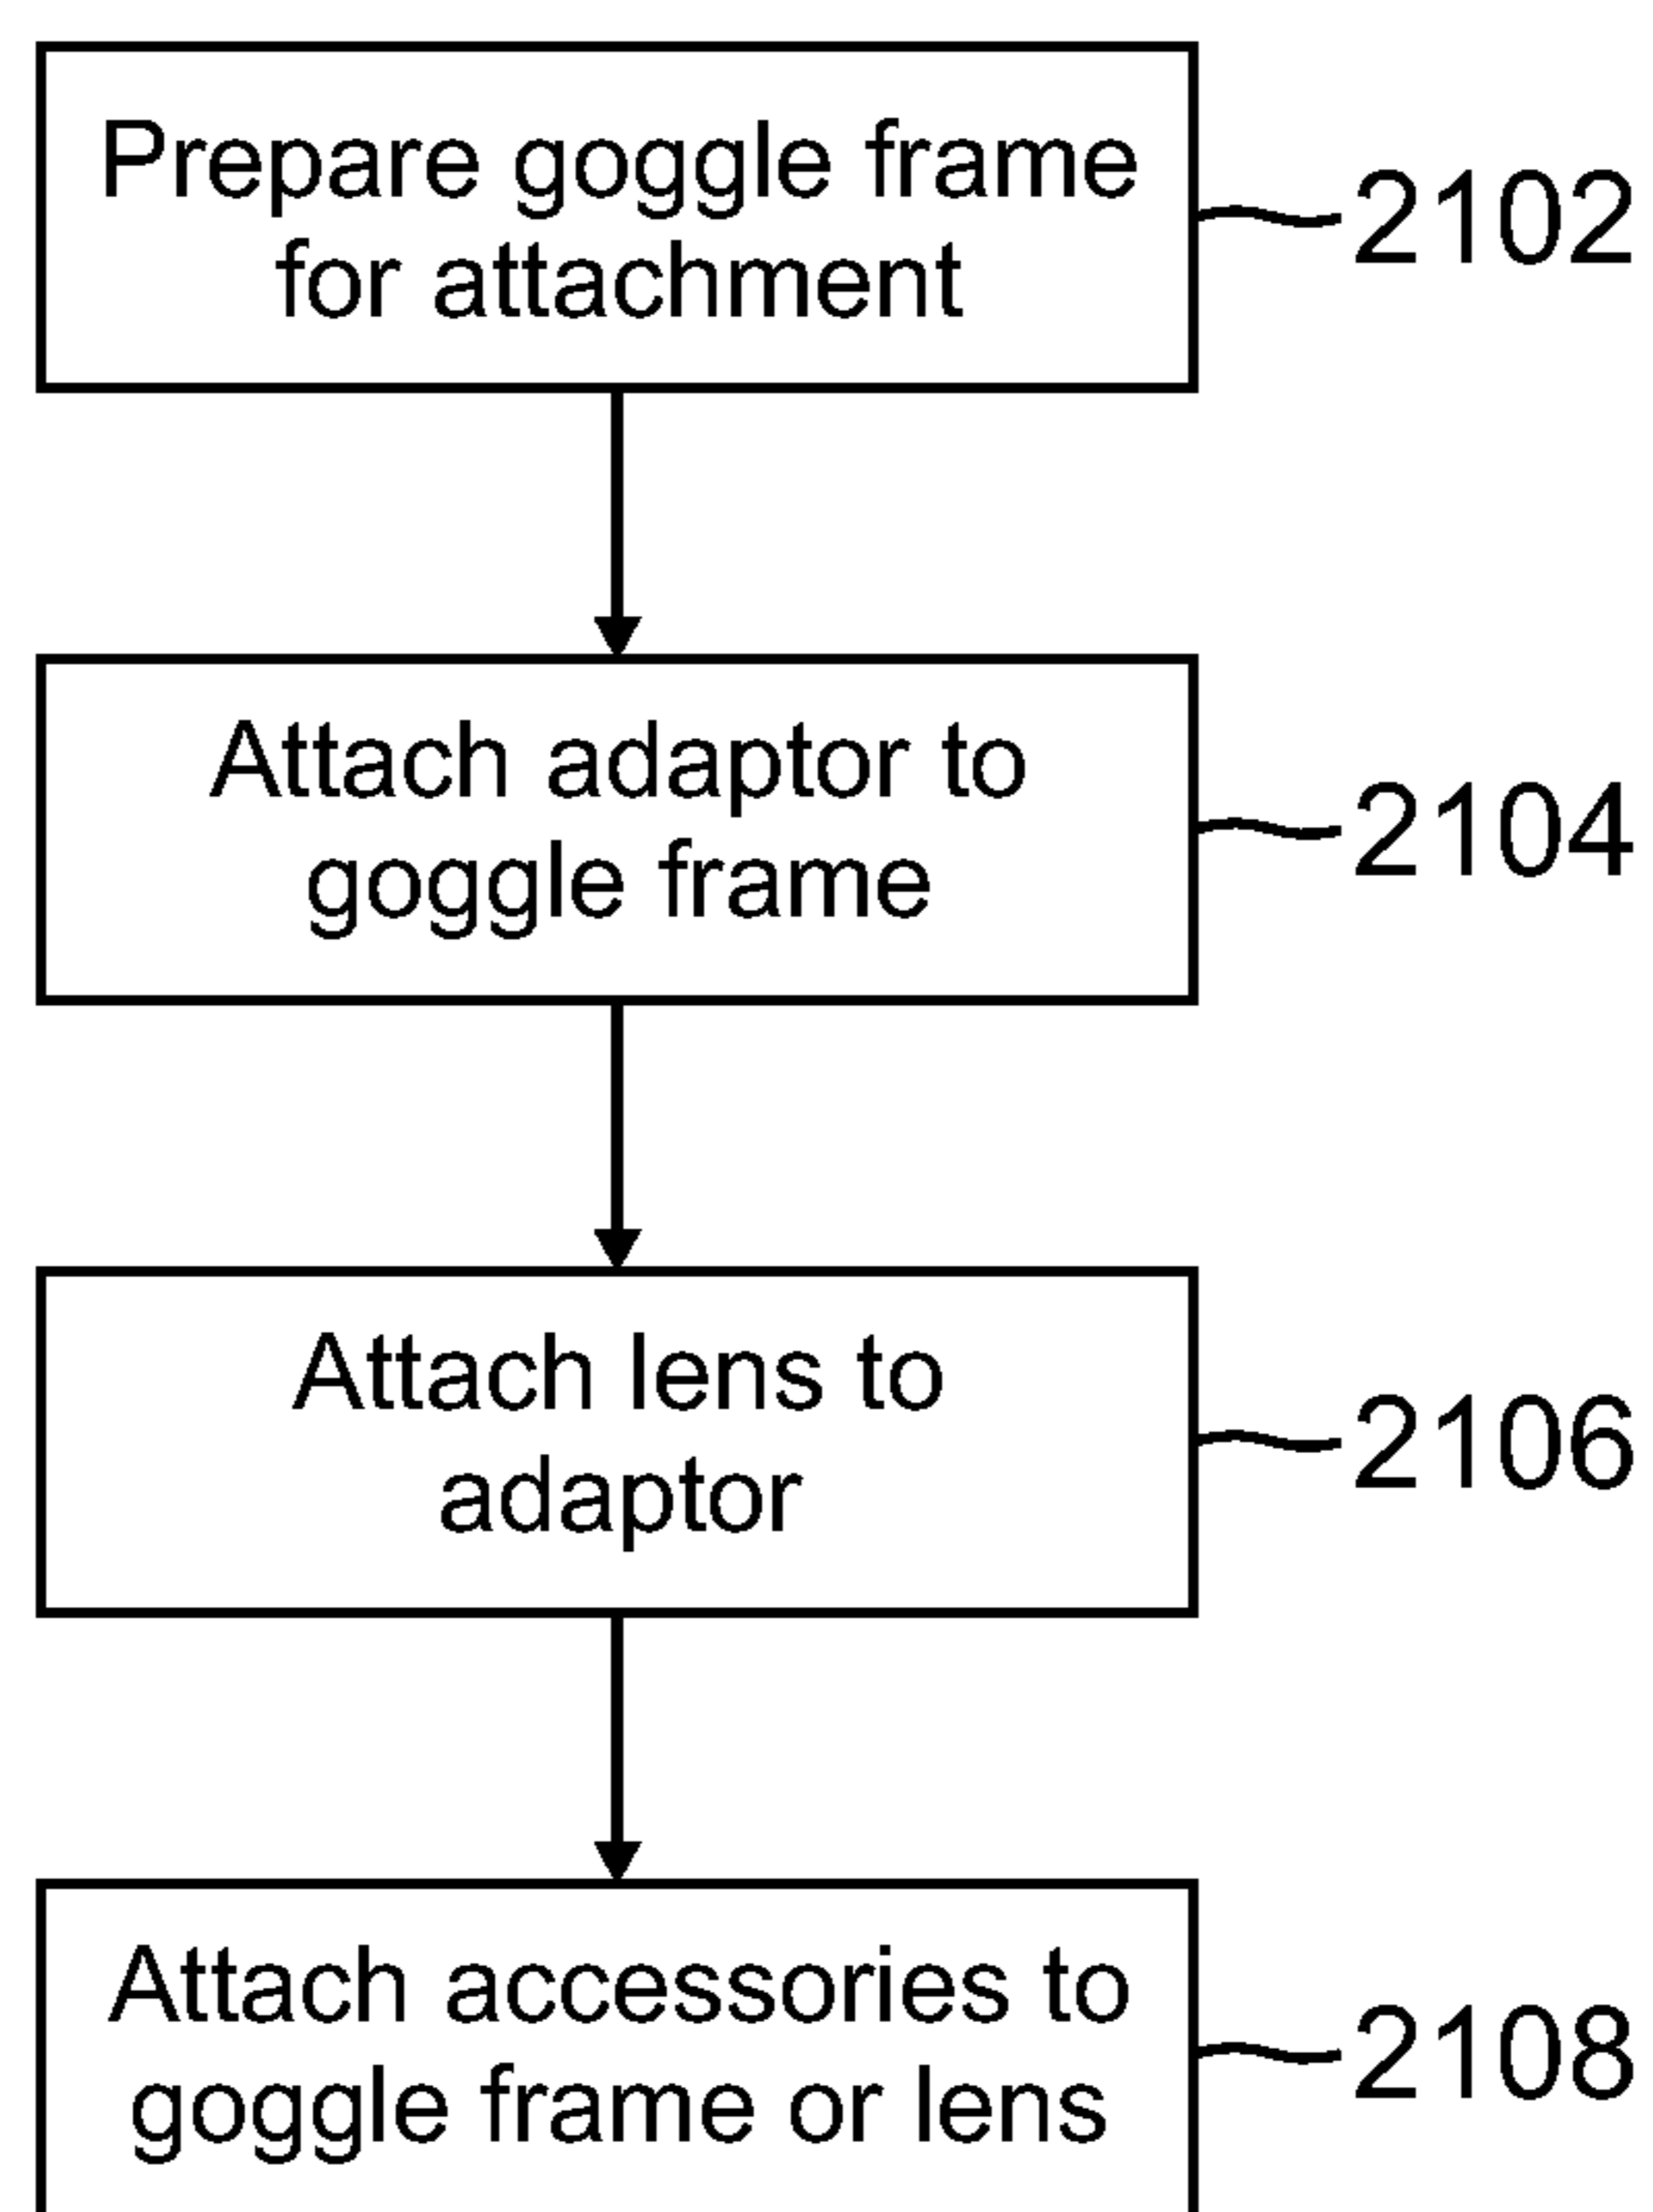 Prepare goggle frame
for attachment
2102
Attach adaptor to
goggle frame
2104
Attach lens to
adaptor
2106
Attach accessories to
goggle frame or lens
2108